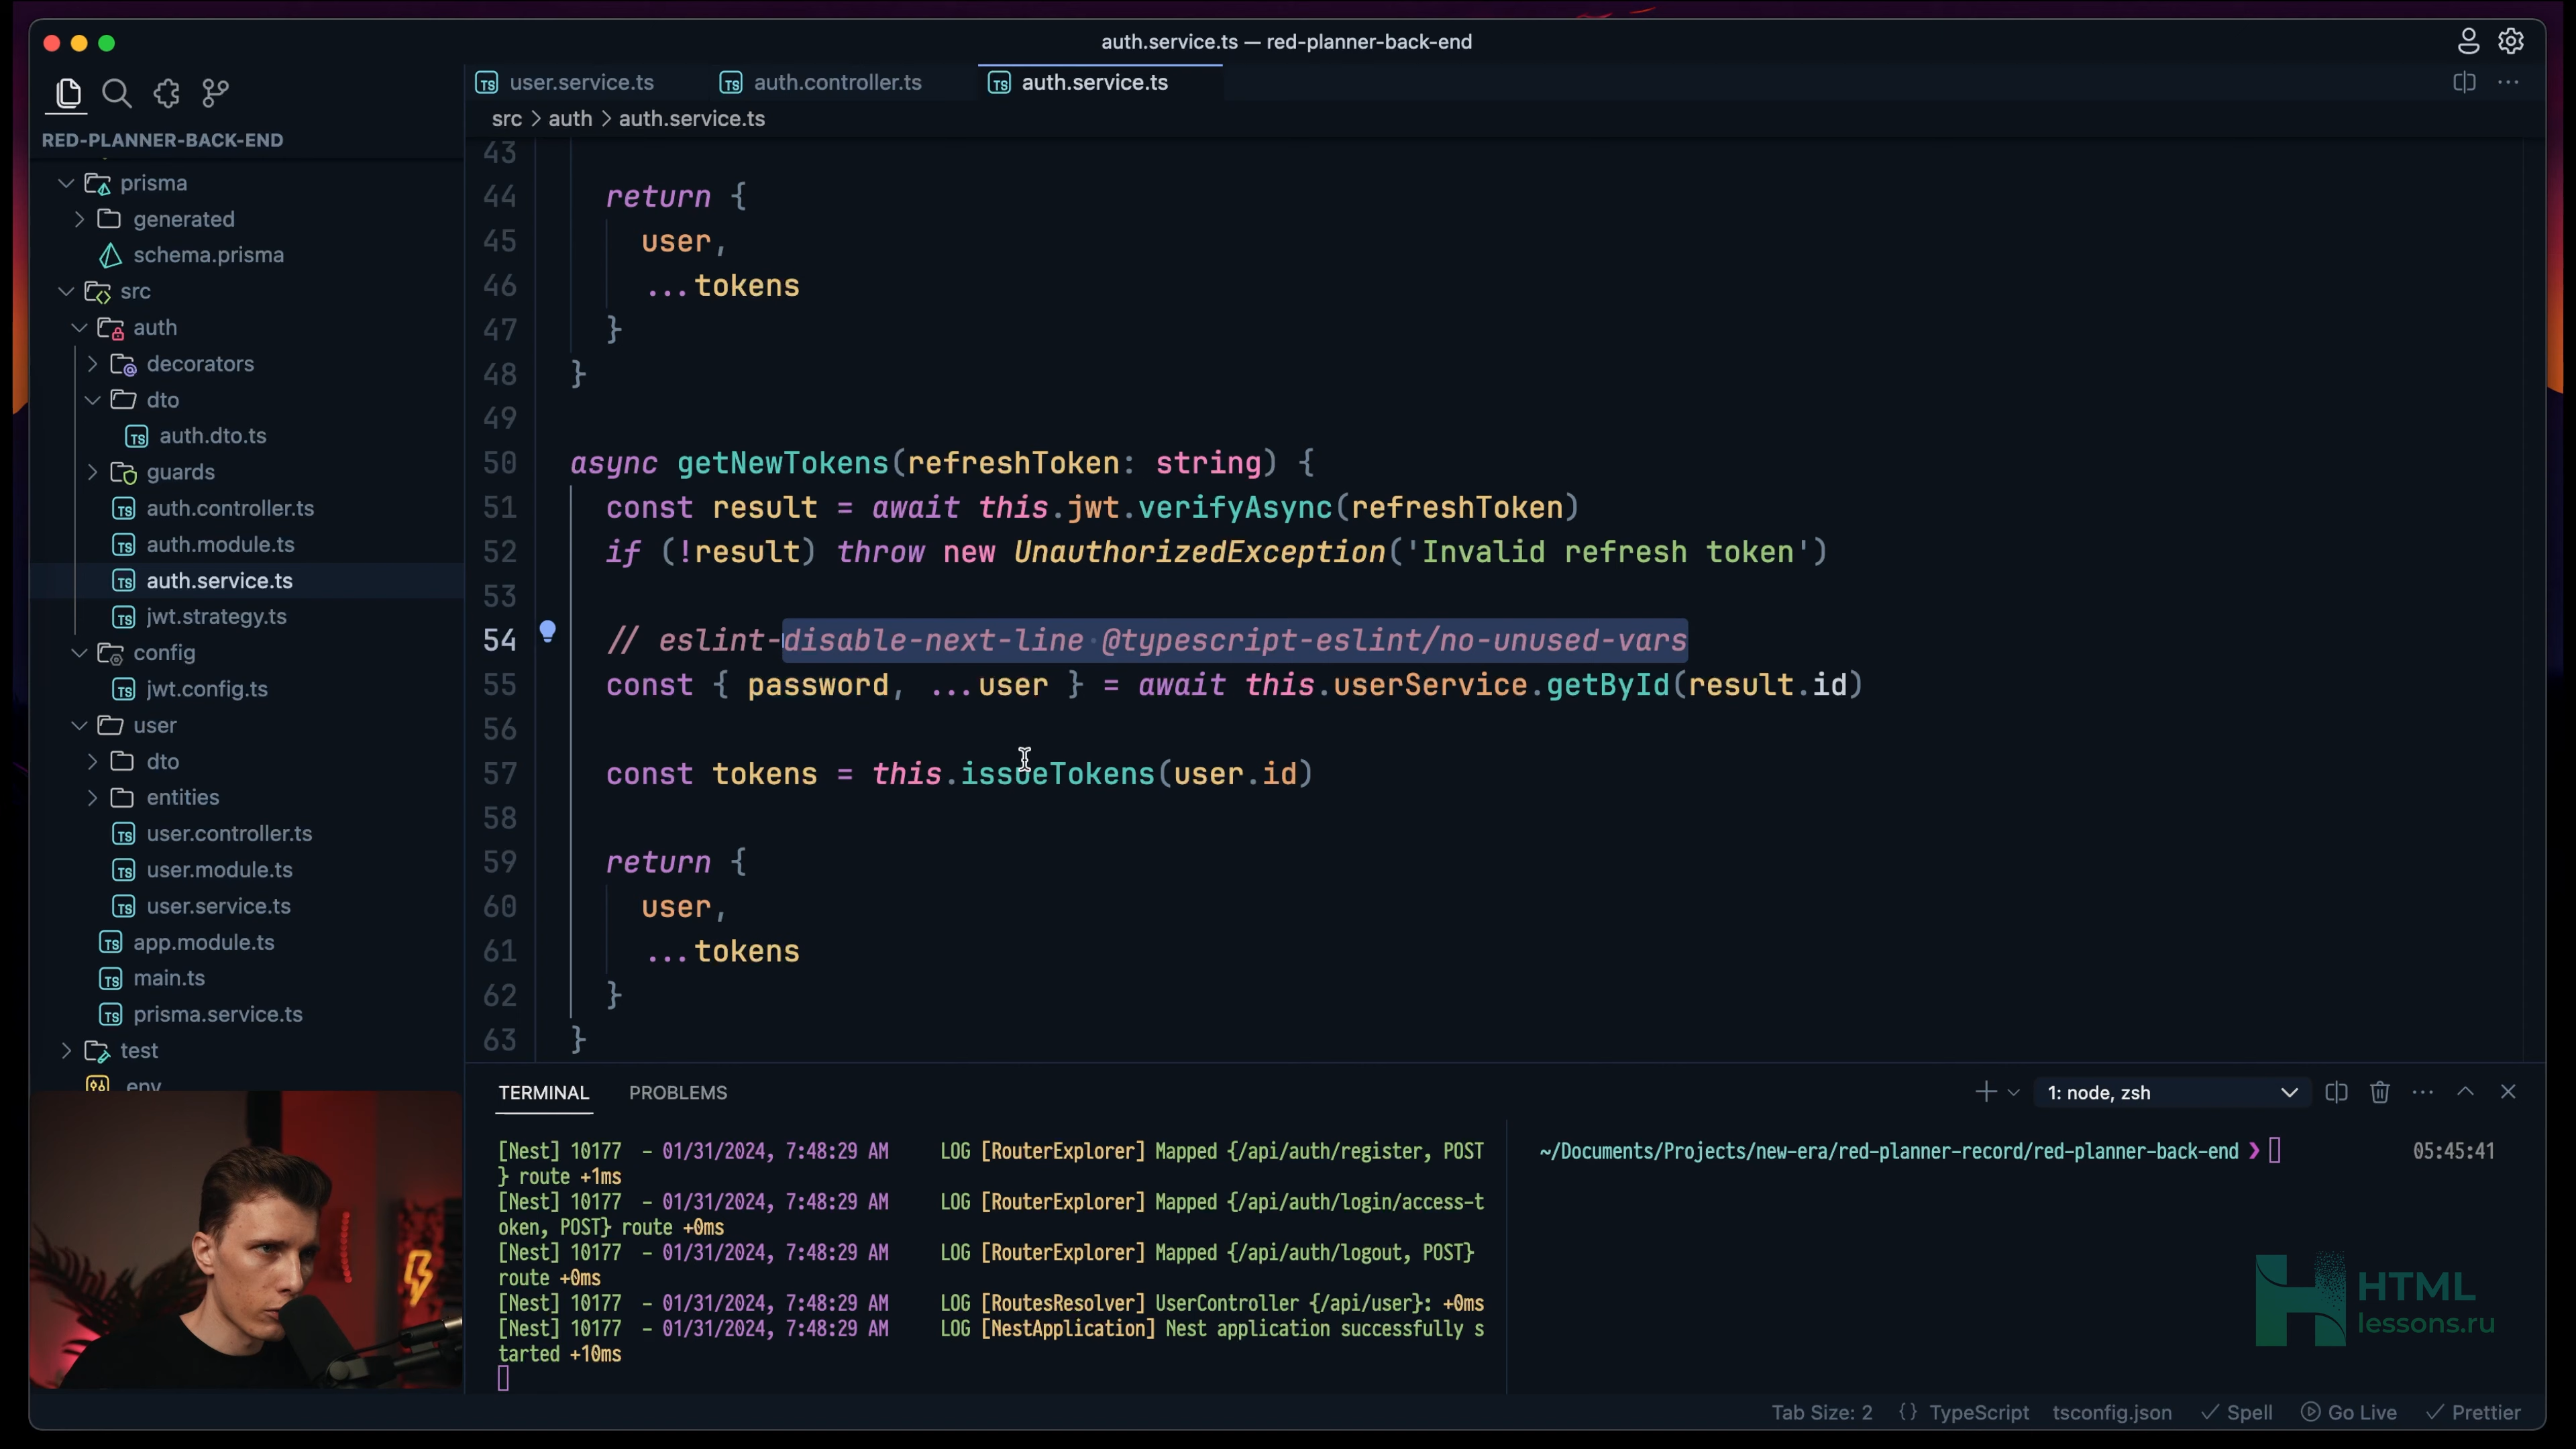 auth.service.ts — red-planner-back-end
user.service.ts
auth.controller.ts
auth.service.ts
src > auth > auth.service.ts
RED-PLANNER-BACK-END
prisma
generated
schema.prisma
src
auth
decorators
dto
auth.dto.ts
guards
auth.controller.ts
auth.module.ts
auth.service.ts
jwt.strategy.ts
config
jwt.config.ts
user
dto
entities
user.controller.ts
user.module.ts
user.service.ts
app.module.ts
main.ts
prisma.service.ts
test
.env
43
44 return {
45 user,
46 ...tokens
47 }
48 }
49
50 async getNewTokens(refreshToken: string) {
51 const result = await this.jwt.verifyAsync(refreshToken)
52 if (!result) throw new UnauthorizedException('Invalid refresh token')
53
54 // eslint-disable-next-line @typescript-eslint/no-unused-vars
55 const { password, ...user } = await this.userService.getById(result.id)
56
57 const tokens = this.issueTokens(user.id)
58
59 return {
60 user,
61 ...tokens
62 }
63 }
TERMINAL
PROBLEMS
1: node, zsh
[Nest] 10177 - 01/31/2024, 7:48:29 AM LOG [RouterExplorer] Mapped {/api/auth/register, POST
} route +1ms
[Nest] 10177 - 01/31/2024, 7:48:29 AM LOG [RouterExplorer] Mapped {/api/auth/login/access-t
oken, POST} route +0ms
[Nest] 10177 - 01/31/2024, 7:48:29 AM LOG [RouterExplorer] Mapped {/api/auth/logout, POST}
route +0ms
[Nest] 10177 - 01/31/2024, 7:48:29 AM LOG [RoutesResolver] UserController {/api/user}: +0ms
[Nest] 10177 - 01/31/2024, 7:48:29 AM LOG [NestApplication] Nest application successfully s
tarted +10ms
~/Documents/Projects/new-era/red-planner-record/red-planner-back-end ❯
05:45:41
HTML
lessons.ru
Tab Size: 2
{} TypeScript
tsconfig.json
✓ Spell
Go Live
✓ Prettier